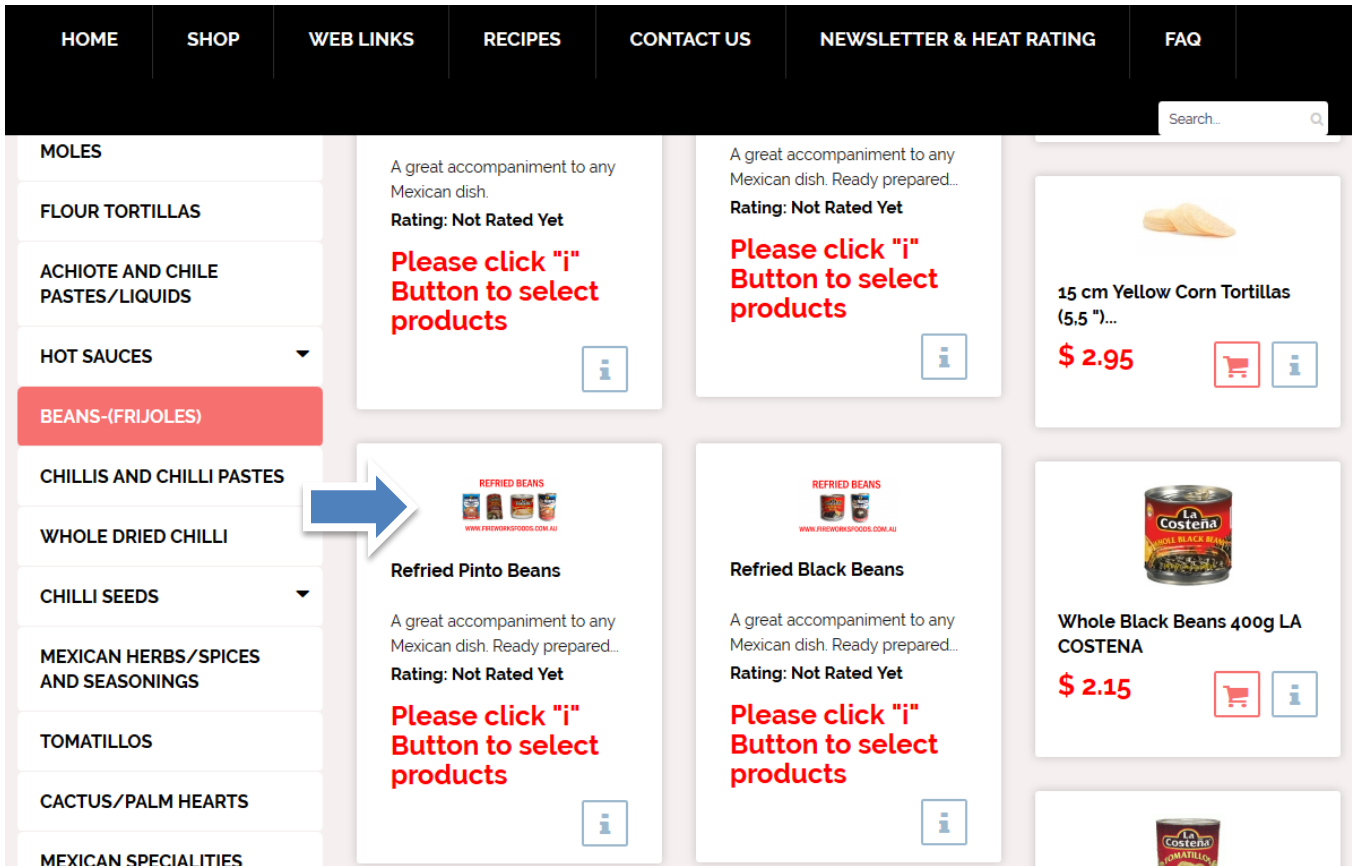 HOME
SHOP
WEB LINKS
RECIPES
CONTACT US
NEWSLETTER & HEAT RATING
FAQ
Search...
MOLES
FLOUR TORTILLAS
ACHIOTE AND CHILE
PASTES/LIQUIDS
HOT SAUCES
BEANS-(FRIJOLES)
CHILLIS AND CHILLI PASTES
WHOLE DRIED CHILLI
CHILLI SEEDS
MEXICAN HERBS/SPICES
AND SEASONINGS
TOMATILLOS
CACTUS/PALM HEARTS
MEXICAN SPECIALITIES
A great accompaniment to any
Mexican dish.
Rating: Not Rated Yet
Please click "i"
Button to select
products
i
A great accompaniment to any
Mexican dish. Ready prepared...
Rating: Not Rated Yet
Please click "i"
Button to select
products
i
REFRIED BEANS
WWW.FIREWORKSFOODS.COM.AU
Refried Pinto Beans
A great accompaniment to any
Mexican dish. Ready prepared...
Rating: Not Rated Yet
Please click "i"
Button to select
products
i
REFRIED BEANS
WWW.FIREWORKSFOODS.COM.AU
Refried Black Beans
A great accompaniment to any
Mexican dish. Ready prepared...
Rating: Not Rated Yet
Please click "i"
Button to select
products
i
15 cm Yellow Corn Tortillas
(5,5 ")...
$ 2.95
i
La
Costeña
WHOLE BLACK BEANS
Whole Black Beans 400g LA
COSTENA
$ 2.15
i
La
Costeña
TOMATILLOS